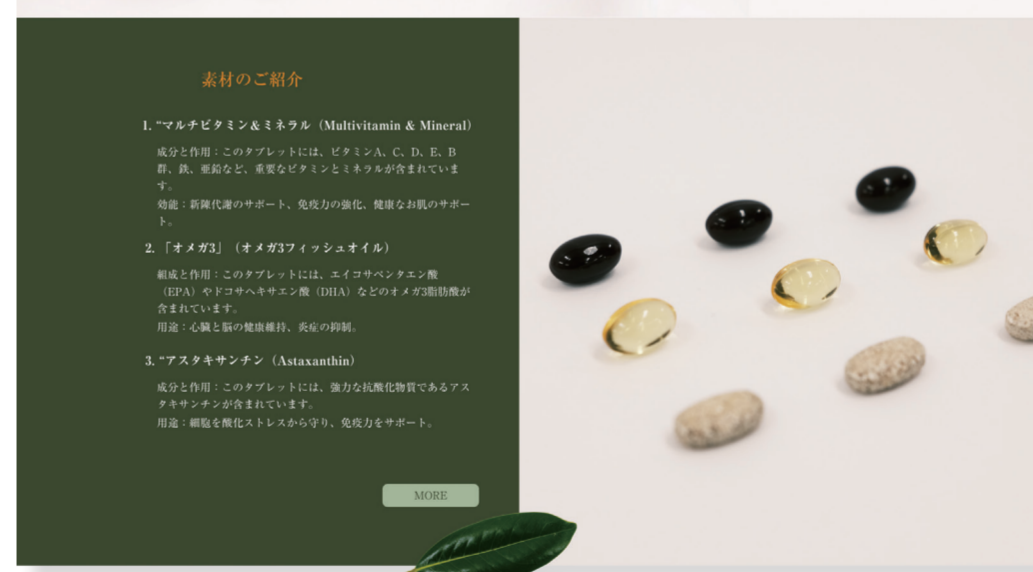 素材のご紹介
1. “マルチビタミン&ミネラル（Multivitamin & Mineral）
成分と作用：このタブレットには、ビタミンA、C、D、E、B
群、鉄、亜鉛など、重要なビタミンとミネラルが含まれていま
す。
効能：新陳代謝のサポート、免疫力の強化、健康なお肌のサポー
ト。
2. 「オメガ3」（オメガ3フィッシュオイル）
組成と作用：このタブレットには、エイコサペンタエン酸
（EPA）やドコサヘキサエン酸（DHA）などのオメガ3脂肪酸が
含まれています。
用途：心臓と脳の健康維持、炎症の抑制。
3. “アスタキサンチン（Astaxanthin）
成分と作用：このタブレットには、強力な抗酸化物質であるアス
タキサンチンが含まれています。
用途：細胞を酸化ストレスから守り、免疫力をサポート。
MORE